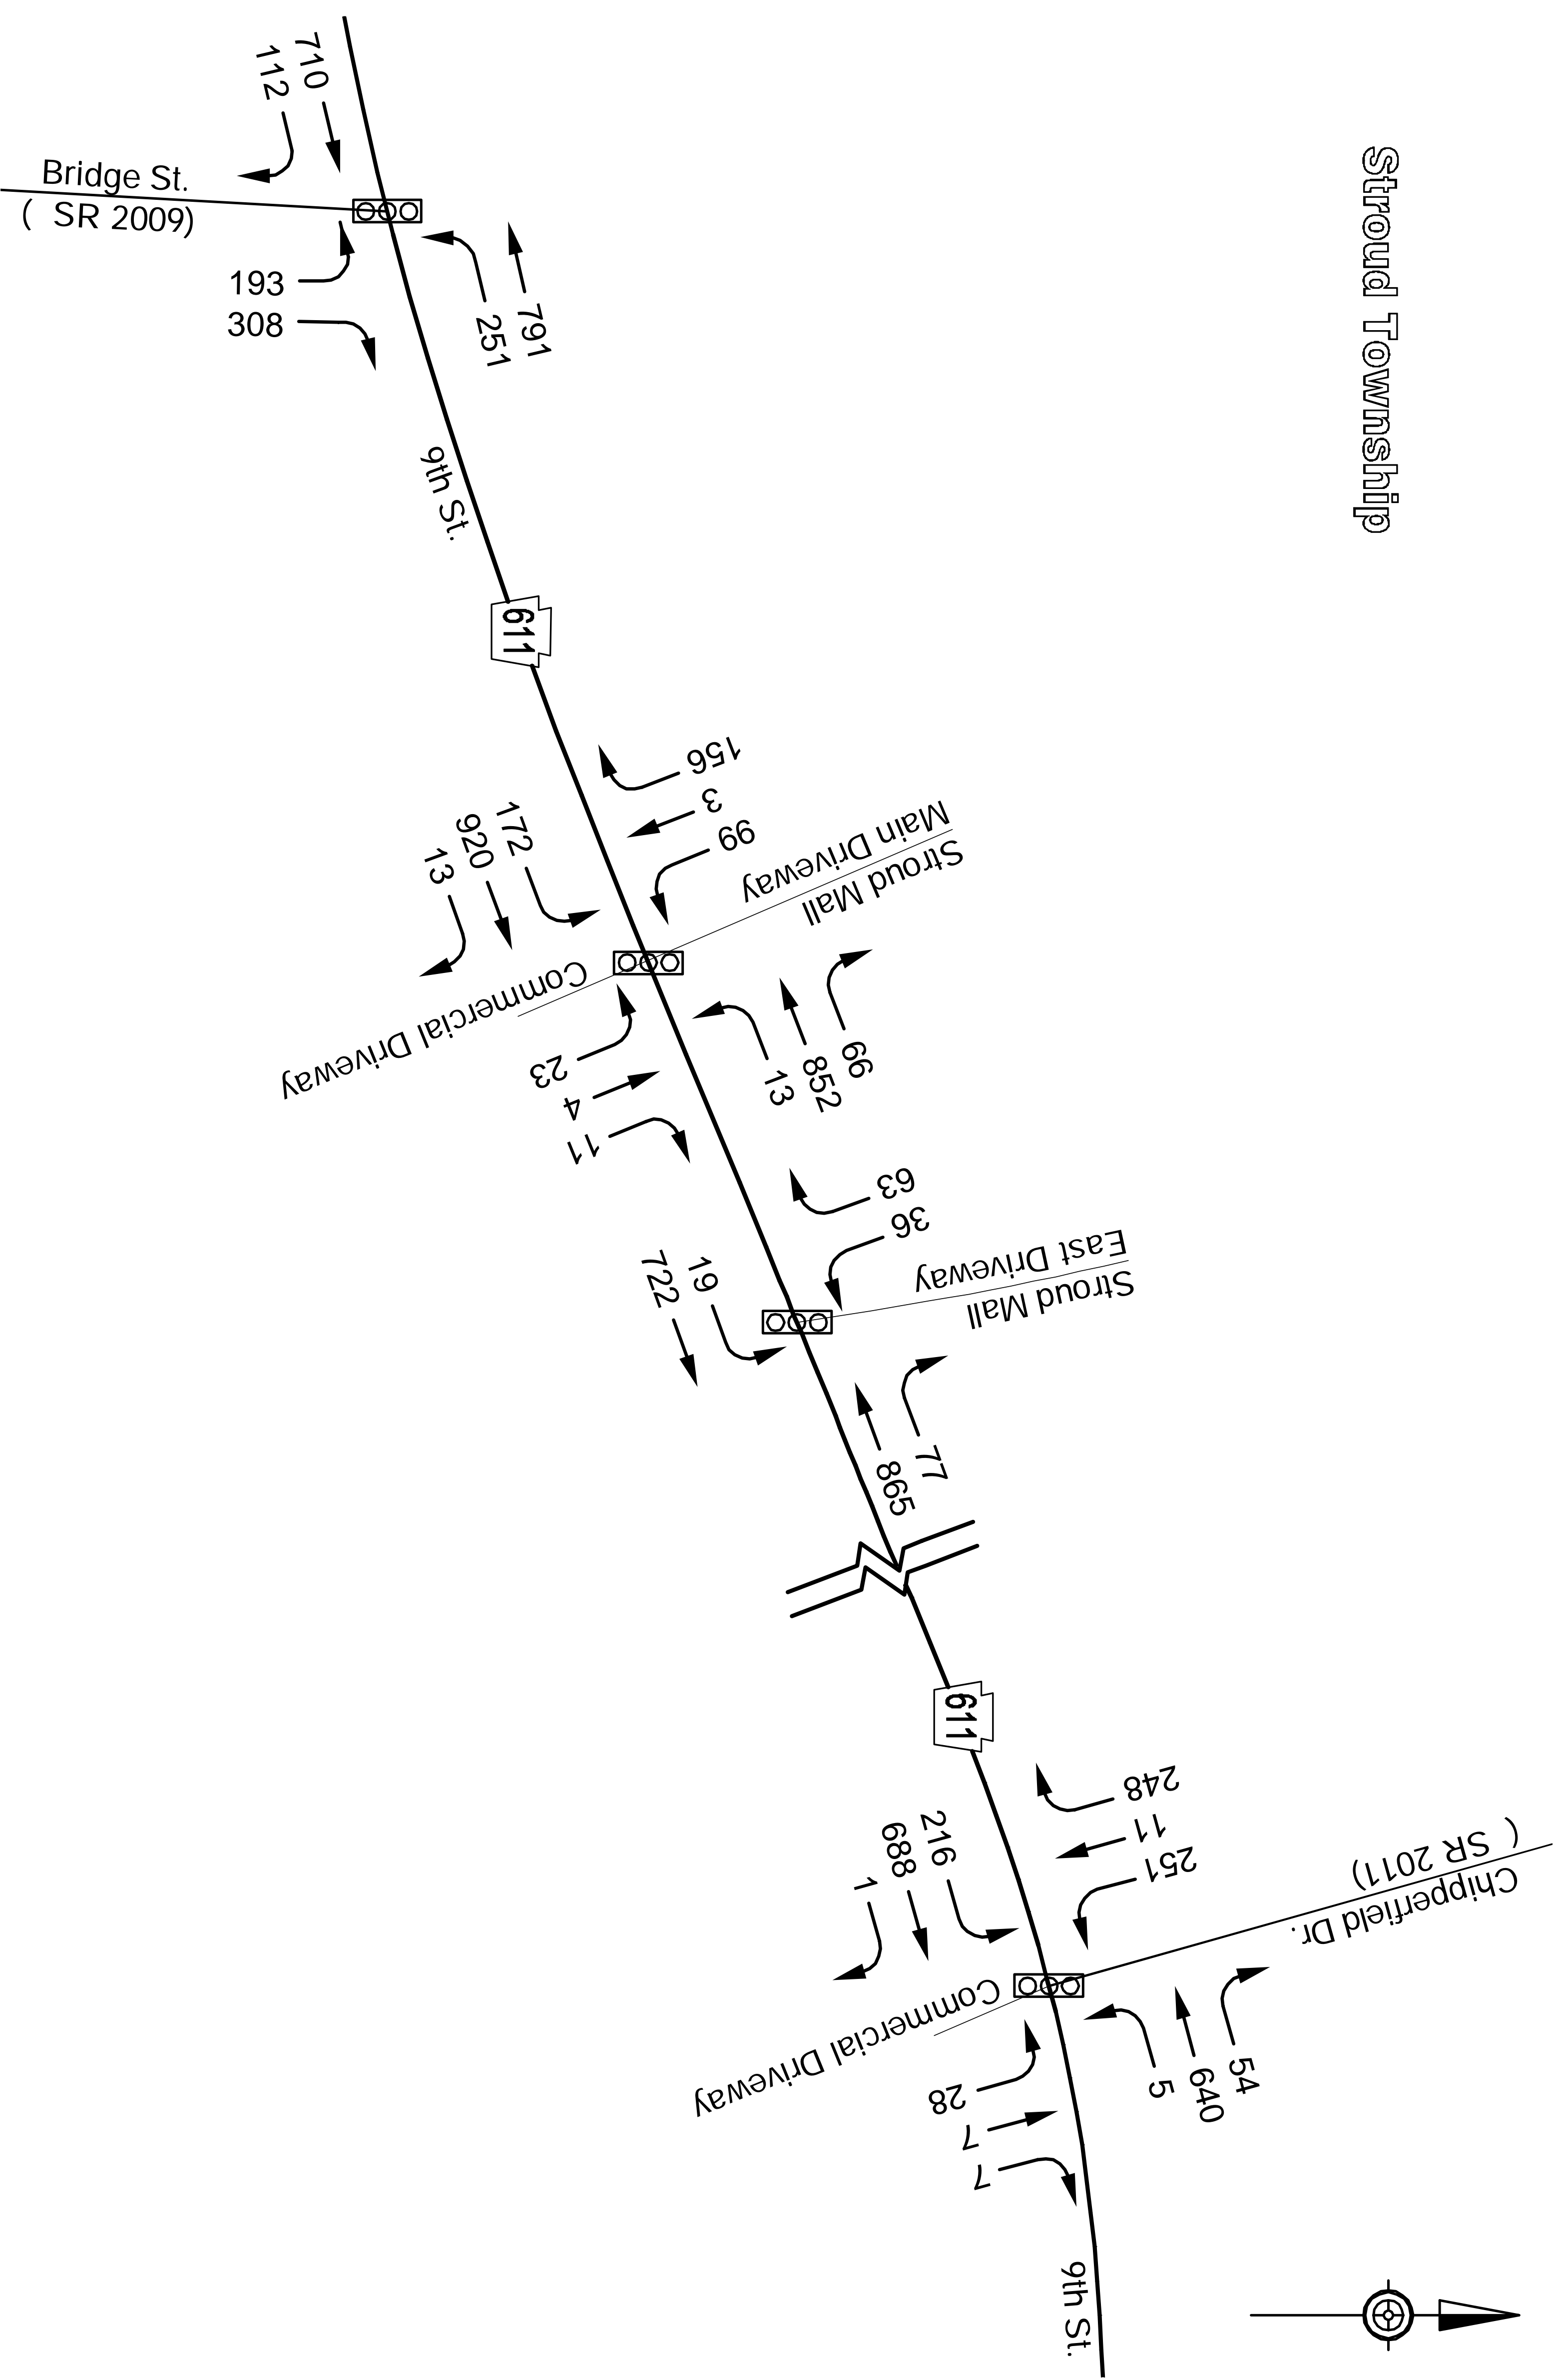 Stroud Township
710
112
Bridge St.
( SR 2009)
193
308
251
791
9th St.
611
156
3
99
172
920
13
Main Driveway
Stroud Mall
Commercial Driveway
23
4
11
13
852
66
63
36
722
19
East Driveway
Stroud Mall
865
77
611
248
11
251
216
688
1
( SR 2011)
Chipperfield Dr.
Commercial Driveway
28
7
7
5
640
54
9th St.